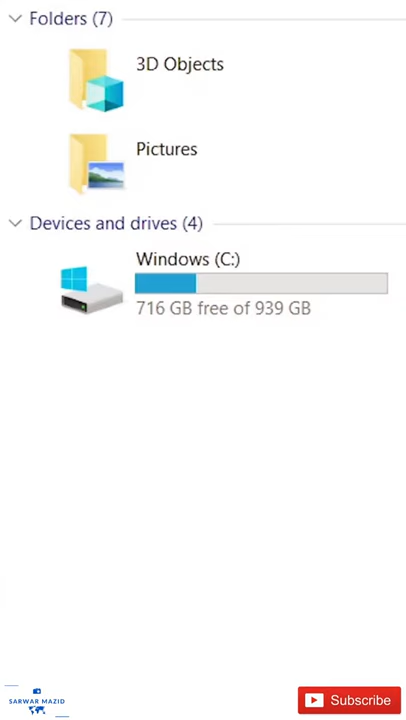 Folders (7)
3D Objects
Pictures
Devices and drives (4)
Windows (C:)
716 GB free of 939 GB
SARWAR MAZID
Subscribe